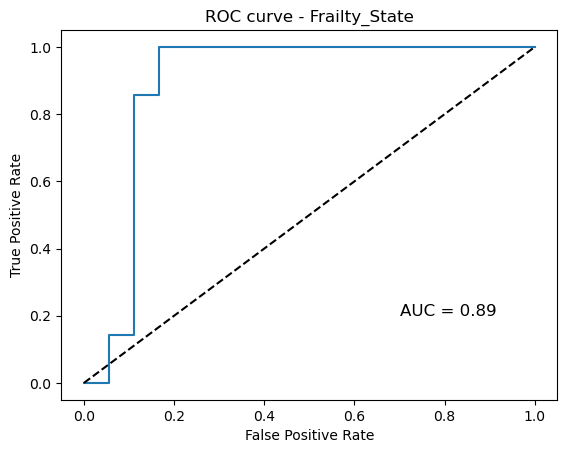 ROC curve - Frailty_State
True Positive Rate
1.0
0.8
0.6
0.4
0.2
0.0
AUC = 0.89
0.0 0.2 0.4 0.6 0.8 1.0
False Positive Rate